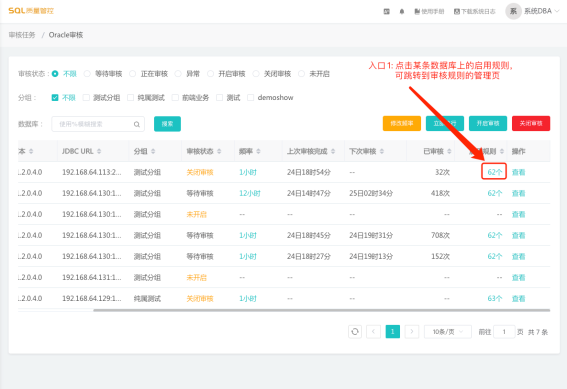 SQL质量管控
使用手册 下载系统日志 系 系统DBA
审核任务 / Oracle审核
入口1: 点击某条数据库上的启用规则,
可跳转到审核规则的管理页
审核状态: 不限 等待审核 正在审核 异常 开启审核 关闭审核 未开启
分组: 不限 测试分组 纯属测试 前端业务 测试 demoshow
数据库: 使用%模糊搜索 搜索 修改频率 立即 行 开启审核 关闭审核
本 JDBC URL 分组 审核状态 频率 上次审核完成 下次审核 已审核 规则 操作
..2.0.4.0 192.168.64.113:2... 测试分组 关闭审核 1小时 24日18时54分 -- 32次 62个 查看
..2.0.4.0 192.168.64.130:1... 测试分组 等待审核 12小时 24日14时47分 25日02时34分 418次 62个 查看
..2.0.4.0 192.168.64.130:1... 测试分组 未开启 -- -- -- -- -- 查看
..2.0.4.0 192.168.64.130:1... 测试分组 等待审核 1小时 24日18时45分 24日19时31分 708次 62个 查看
..2.0.4.0 192.168.64.130:1... 测试分组 等待审核 1小时 24日18时27分 24日19时13分 152次 62个 查看
..2.0.4.0 192.168.64.131:1... 测试分组 未开启 -- -- -- -- -- 查看
..2.0.4.0 192.168.64.129:1... 纯属测试 关闭审核 1小时 -- -- -- 63个 查看
1 10条/页 前往 1 页 共 7 条